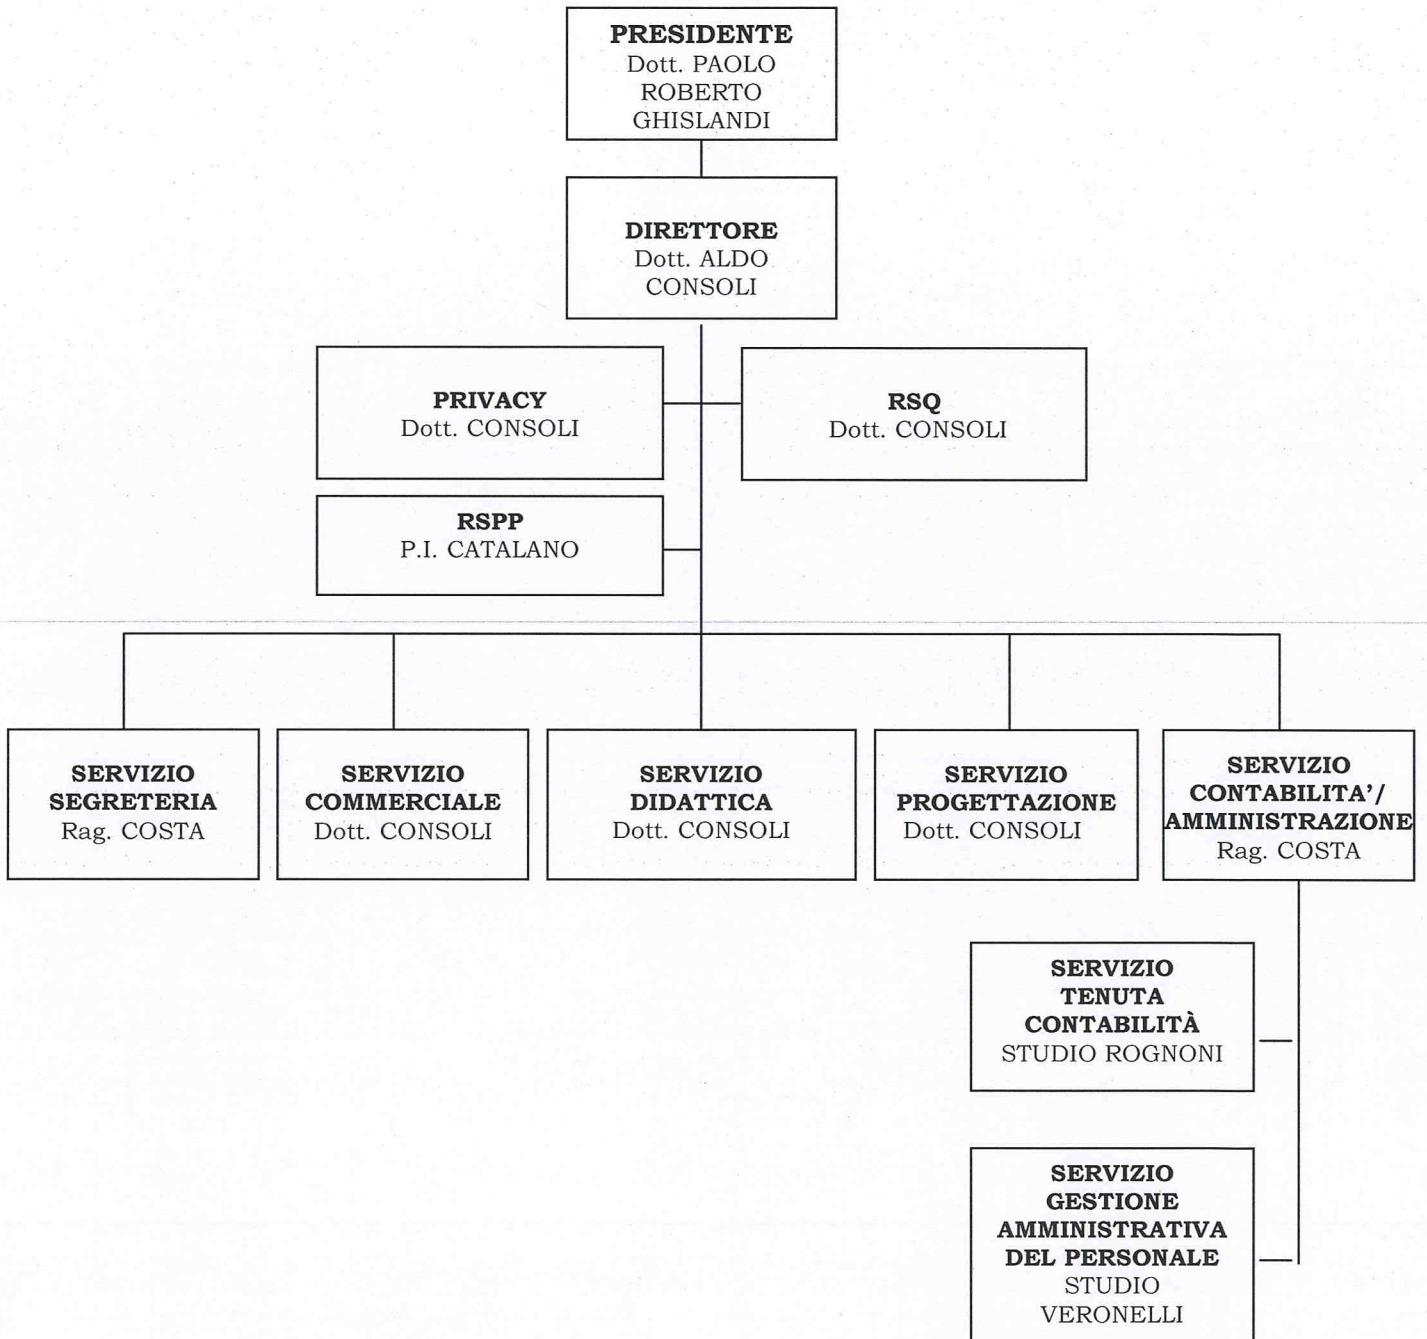 PRESIDENTE
Dott. PAOLO
ROBERTO
GHISLANDI
DIRETTORE
Dott. ALDO
CONSOLI
PRIVACY
Dott. CONSOLI
RSQ
Dott. CONSOLI
RSPP
P.I. CATALANO
SERVIZIO
SEGRETERIA
Rag. COSTA
SERVIZIO
COMMERCIALE
Dott. CONSOLI
SERVIZIO
DIDATTICA
Dott. CONSOLI
SERVIZIO
PROGETTAZIONE
Dott. CONSOLI
SERVIZIO
CONTABILITA’/
AMMINISTRAZIONE
Rag. COSTA
SERVIZIO
TENUTA
CONTABILITÀ
STUDIO ROGNONI
SERVIZIO
GESTIONE
AMMINISTRATIVA
DEL PERSONALE
STUDIO
VERONELLI